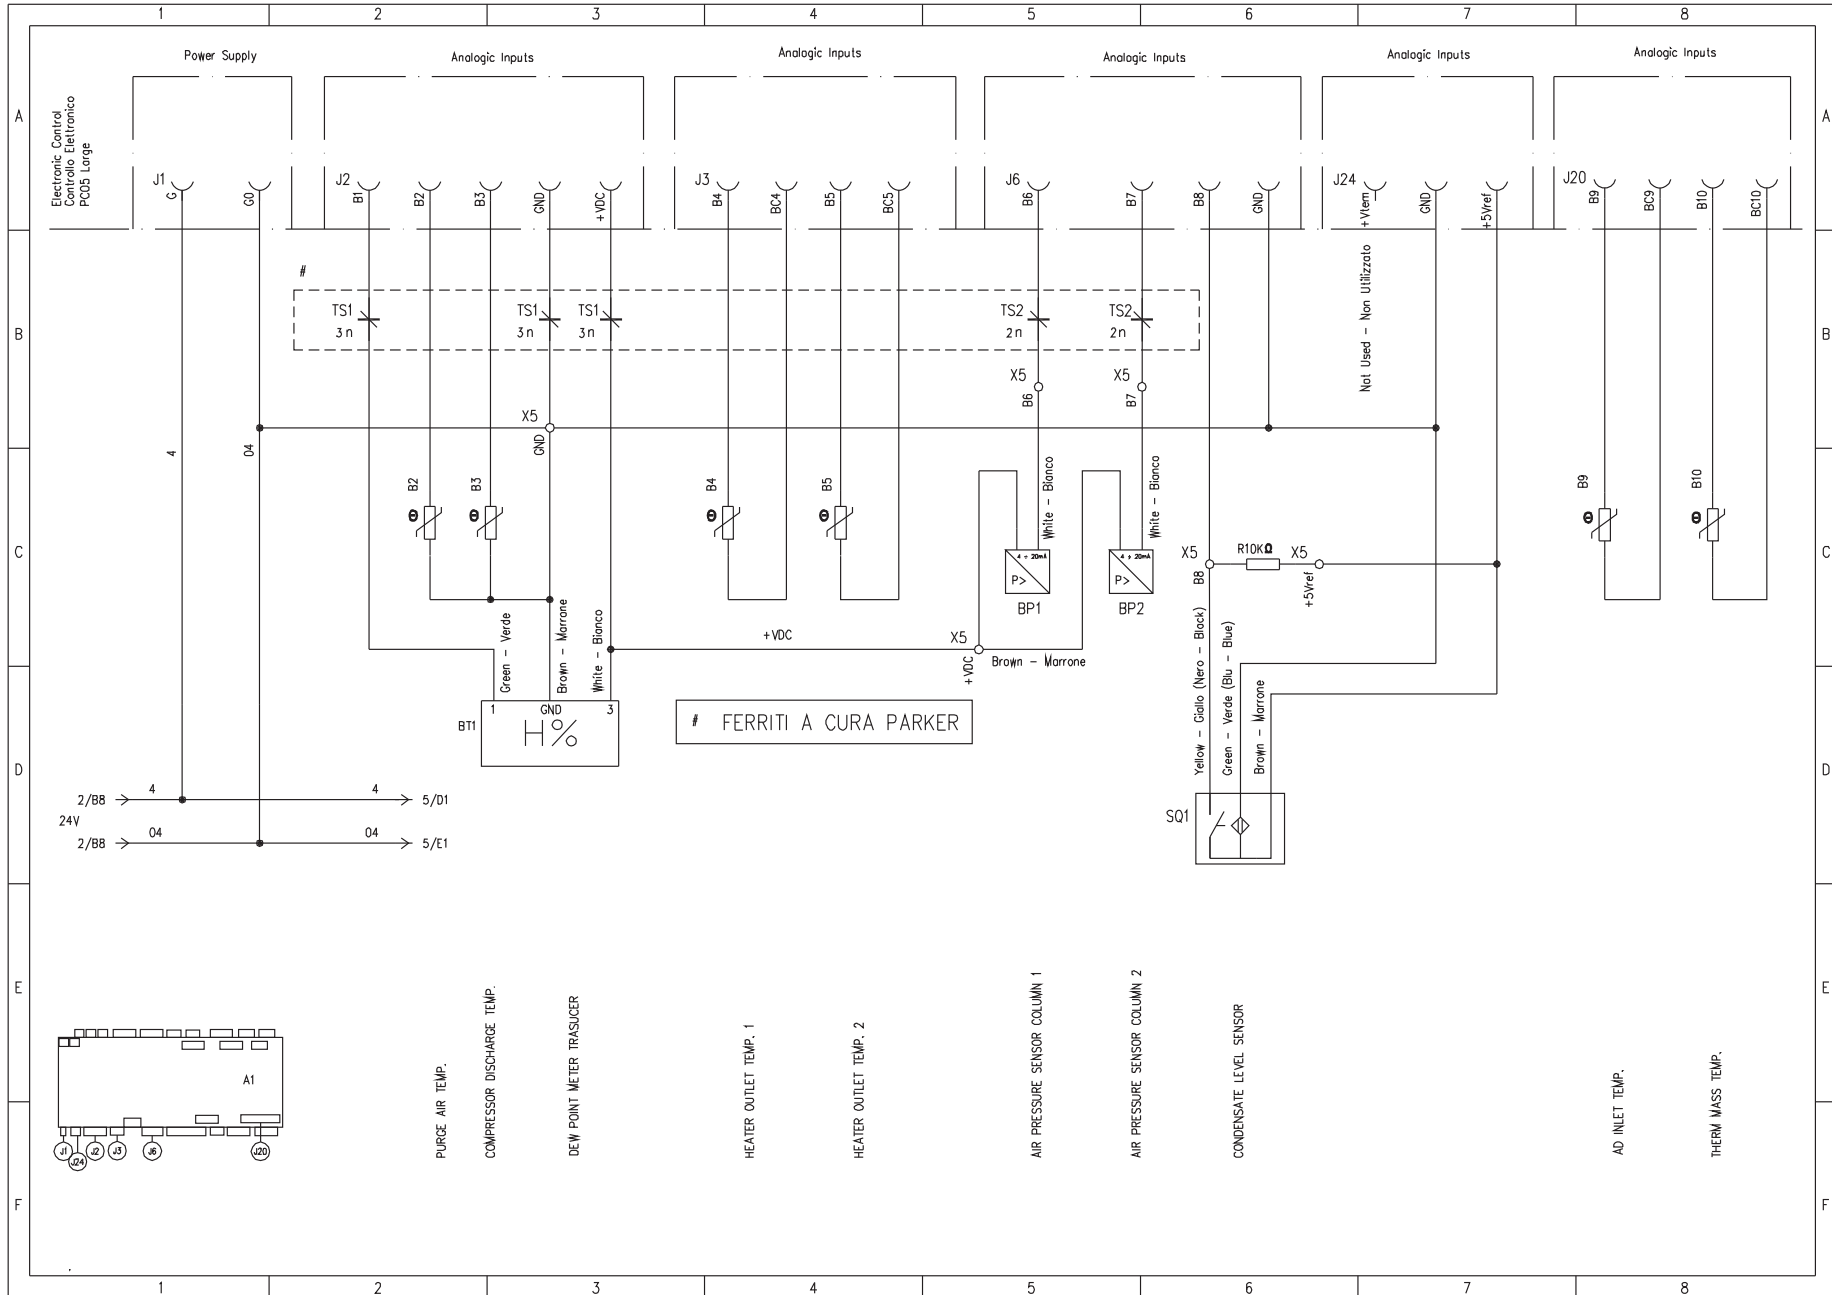 1 2 3 4 5 6 7 8
Power Supply
Analogic Inputs
Analogic Inputs
Analogic Inputs
Analogic Inputs
Analogic Inputs
A
A
Electronic Control
Controllo Elettronico
PC05 Large
J1
G
G0
J2
B1
B2
B3
GND
+VDC
J3
B4
BC4
B5
BC5
J6
B6
B7
B8
GND
J24
+Vtem
GND
+5Vref
J20
B9
BC9
B10
BC10
Not Used - Non Utilizzato
#
TS1
3n
TS1
3n
TS1
3n
TS2
2n
TS2
2n
B
B
X5
B6
X5
B7
X5
GND
4
04
B2
B3
B4
B5
B9
B10
Θ
Θ
Θ
Θ
Θ
Θ
White - Bianco
White - Bianco
C
C
4 ÷ 20mA
P>
BP1
4 ÷ 20mA
P>
BP2
X5
B8
R10KΩ
X5
+5Vref
Green - Verde
Brown - Marrone
White - Bianco
+VDC
X5
+VDC
Brown - Marrone
Yellow - Giallo (Nero - Black)
Green - Verde (Blu - Blue)
Brown - Marrone
BT1
1 GND 3
H%
# FERRITI A CURA PARKER
D
D
2/B8 4 4 5/D1
24V
2/B8 04 04 5/E1
SQ1
E
E
PURGE AIR TEMP.
COMPRESSOR DISCHARGE TEMP.
DEW POINT METER TRASUCER
HEATER OUTLET TEMP. 1
HEATER OUTLET TEMP. 2
AIR PRESSURE SENSOR COLUMN 1
AIR PRESSURE SENSOR COLUMN 2
CONDENSATE LEVEL SENSOR
AD INLET TEMP.
THERM MASS TEMP.
A1
J1
J24
J2
J3
J6
J20
F
F
1 2 3 4 5 6 7 8